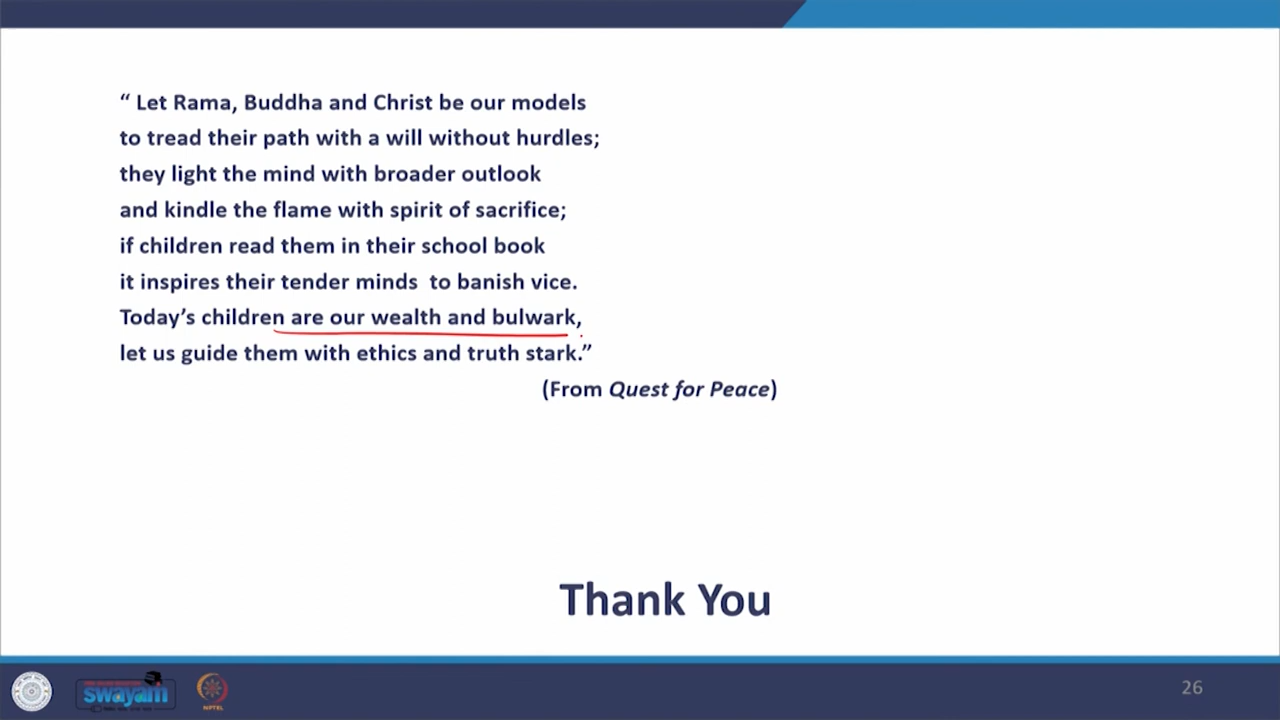 “ Let Rama, Buddha and Christ be our models
to tread their path with a will without hurdles;
they light the mind with broader outlook
and kindle the flame with spirit of sacrifice;
if children read them in their school book
it inspires their tender minds  to banish vice.
Today’s children are our wealth and bulwark,
let us guide them with ethics and truth stark.”
(From Quest for Peace)
Thank You
swayam
NPTEL
26